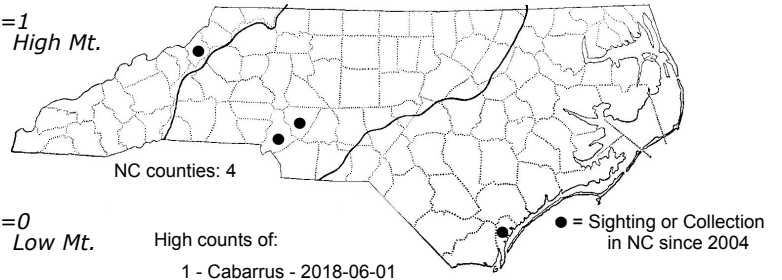 =1
High Mt.
NC counties: 4
=0
Low Mt.
High counts of:
1 - Cabarrus - 2018-06-01
● = Sighting or Collection
in NC since 2004